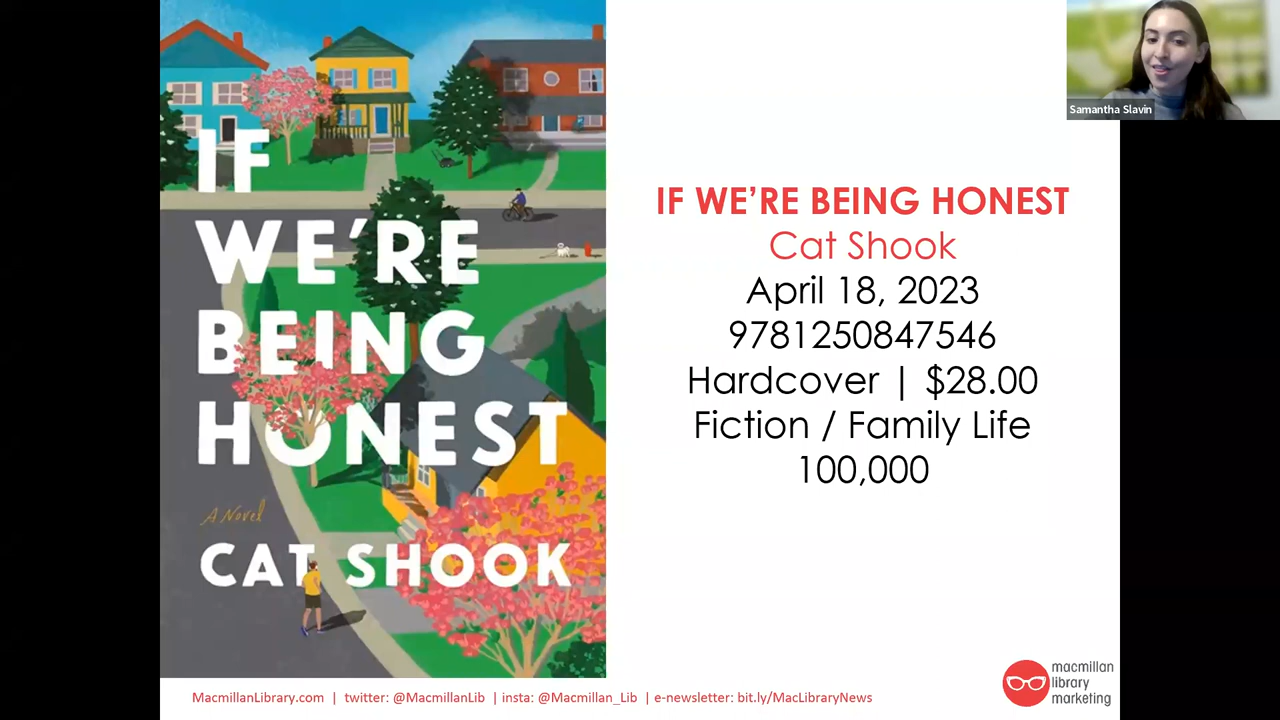 IF
WE'RE
BEING
HONEST
A Novel
CAT SHOOK
IF WE'RE BEING HONEST
Cat Shook
April 18, 2023
9781250847546
Hardcover | $28.00
Fiction / Family Life
100,000
Samantha Slavin
MacmillanLibrary.com | twitter: @MacmillanLib | insta: @Macmillan_Lib | e-newsletter: bit.ly/MacLibraryNews
macmillan
library
marketing